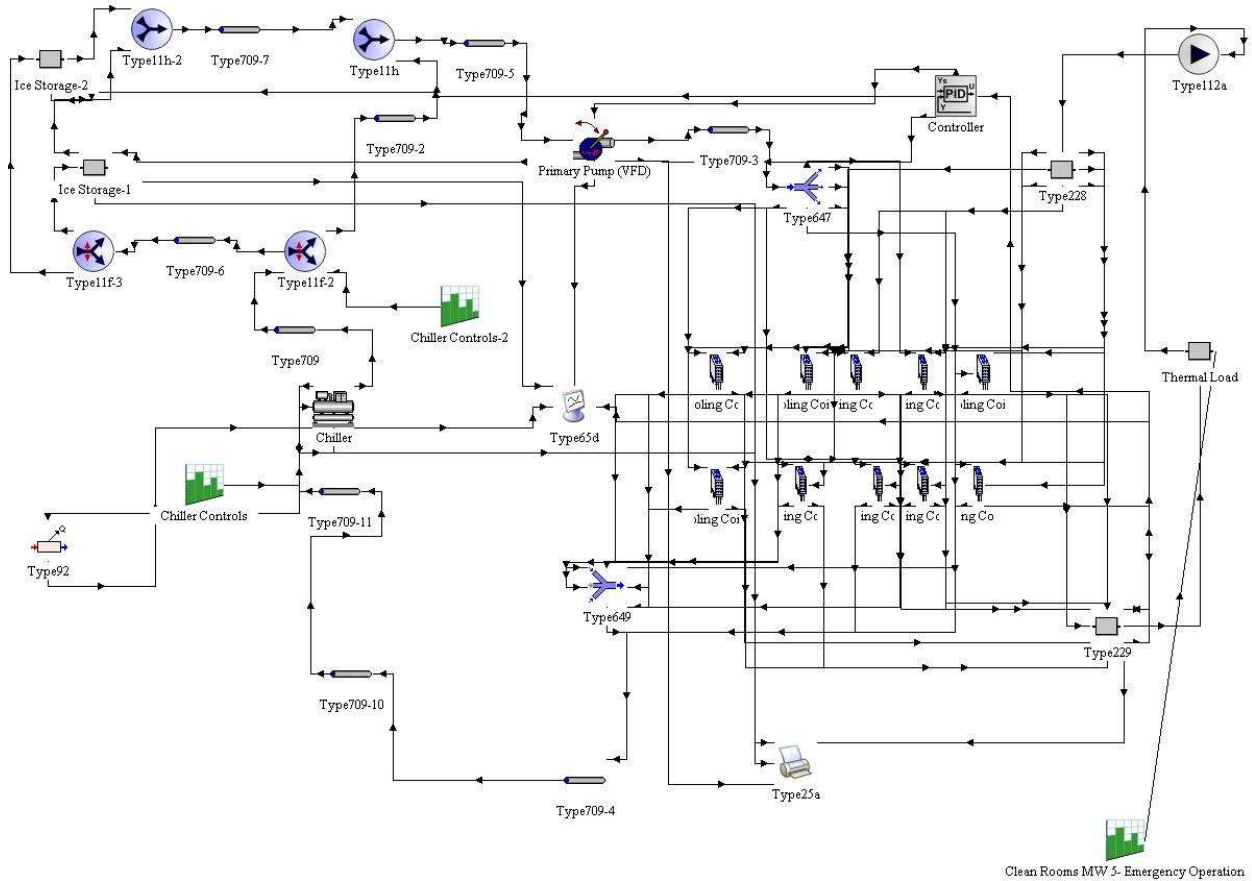 Type11h-2
Type709-7
Type11h
Type709-5
Ice Storage-2
Type112a
Ys
U
PID
Y
Controller
Type709-2
Type709-3
Primary Pump (VFD)
Ice Storage-1
Type647
Type228
Type11f-3
Type709-6
Type11f-2
Chiller Controls-2
Type709
Thermal Load
oling Co
ling Coi
ing Co
ing Co
ling Coi
Chiller
Type65d
Chiller Controls
Type709-11
oling Coi
ing Co
ing Co
ing Co
ing Co
Q
Type92
Type649
Type229
Type709-10
Type709-4
Type25a
Clean Rooms MW 5- Emergency Operation